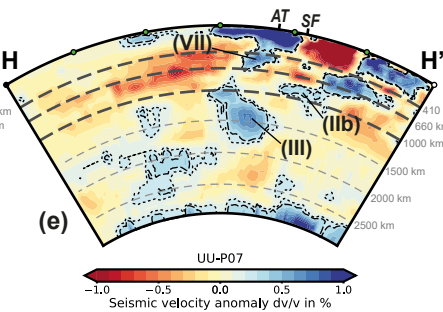 AT SF
H (VII) H'
km 410
m 660 km
(IIb) 1000 km
(III)
1500 km
2000 km
(e) 2500 km
UU-P07
−1.0 −0.5 0.0 0.5 1.0
Seismic velocity anomaly dv/v in %